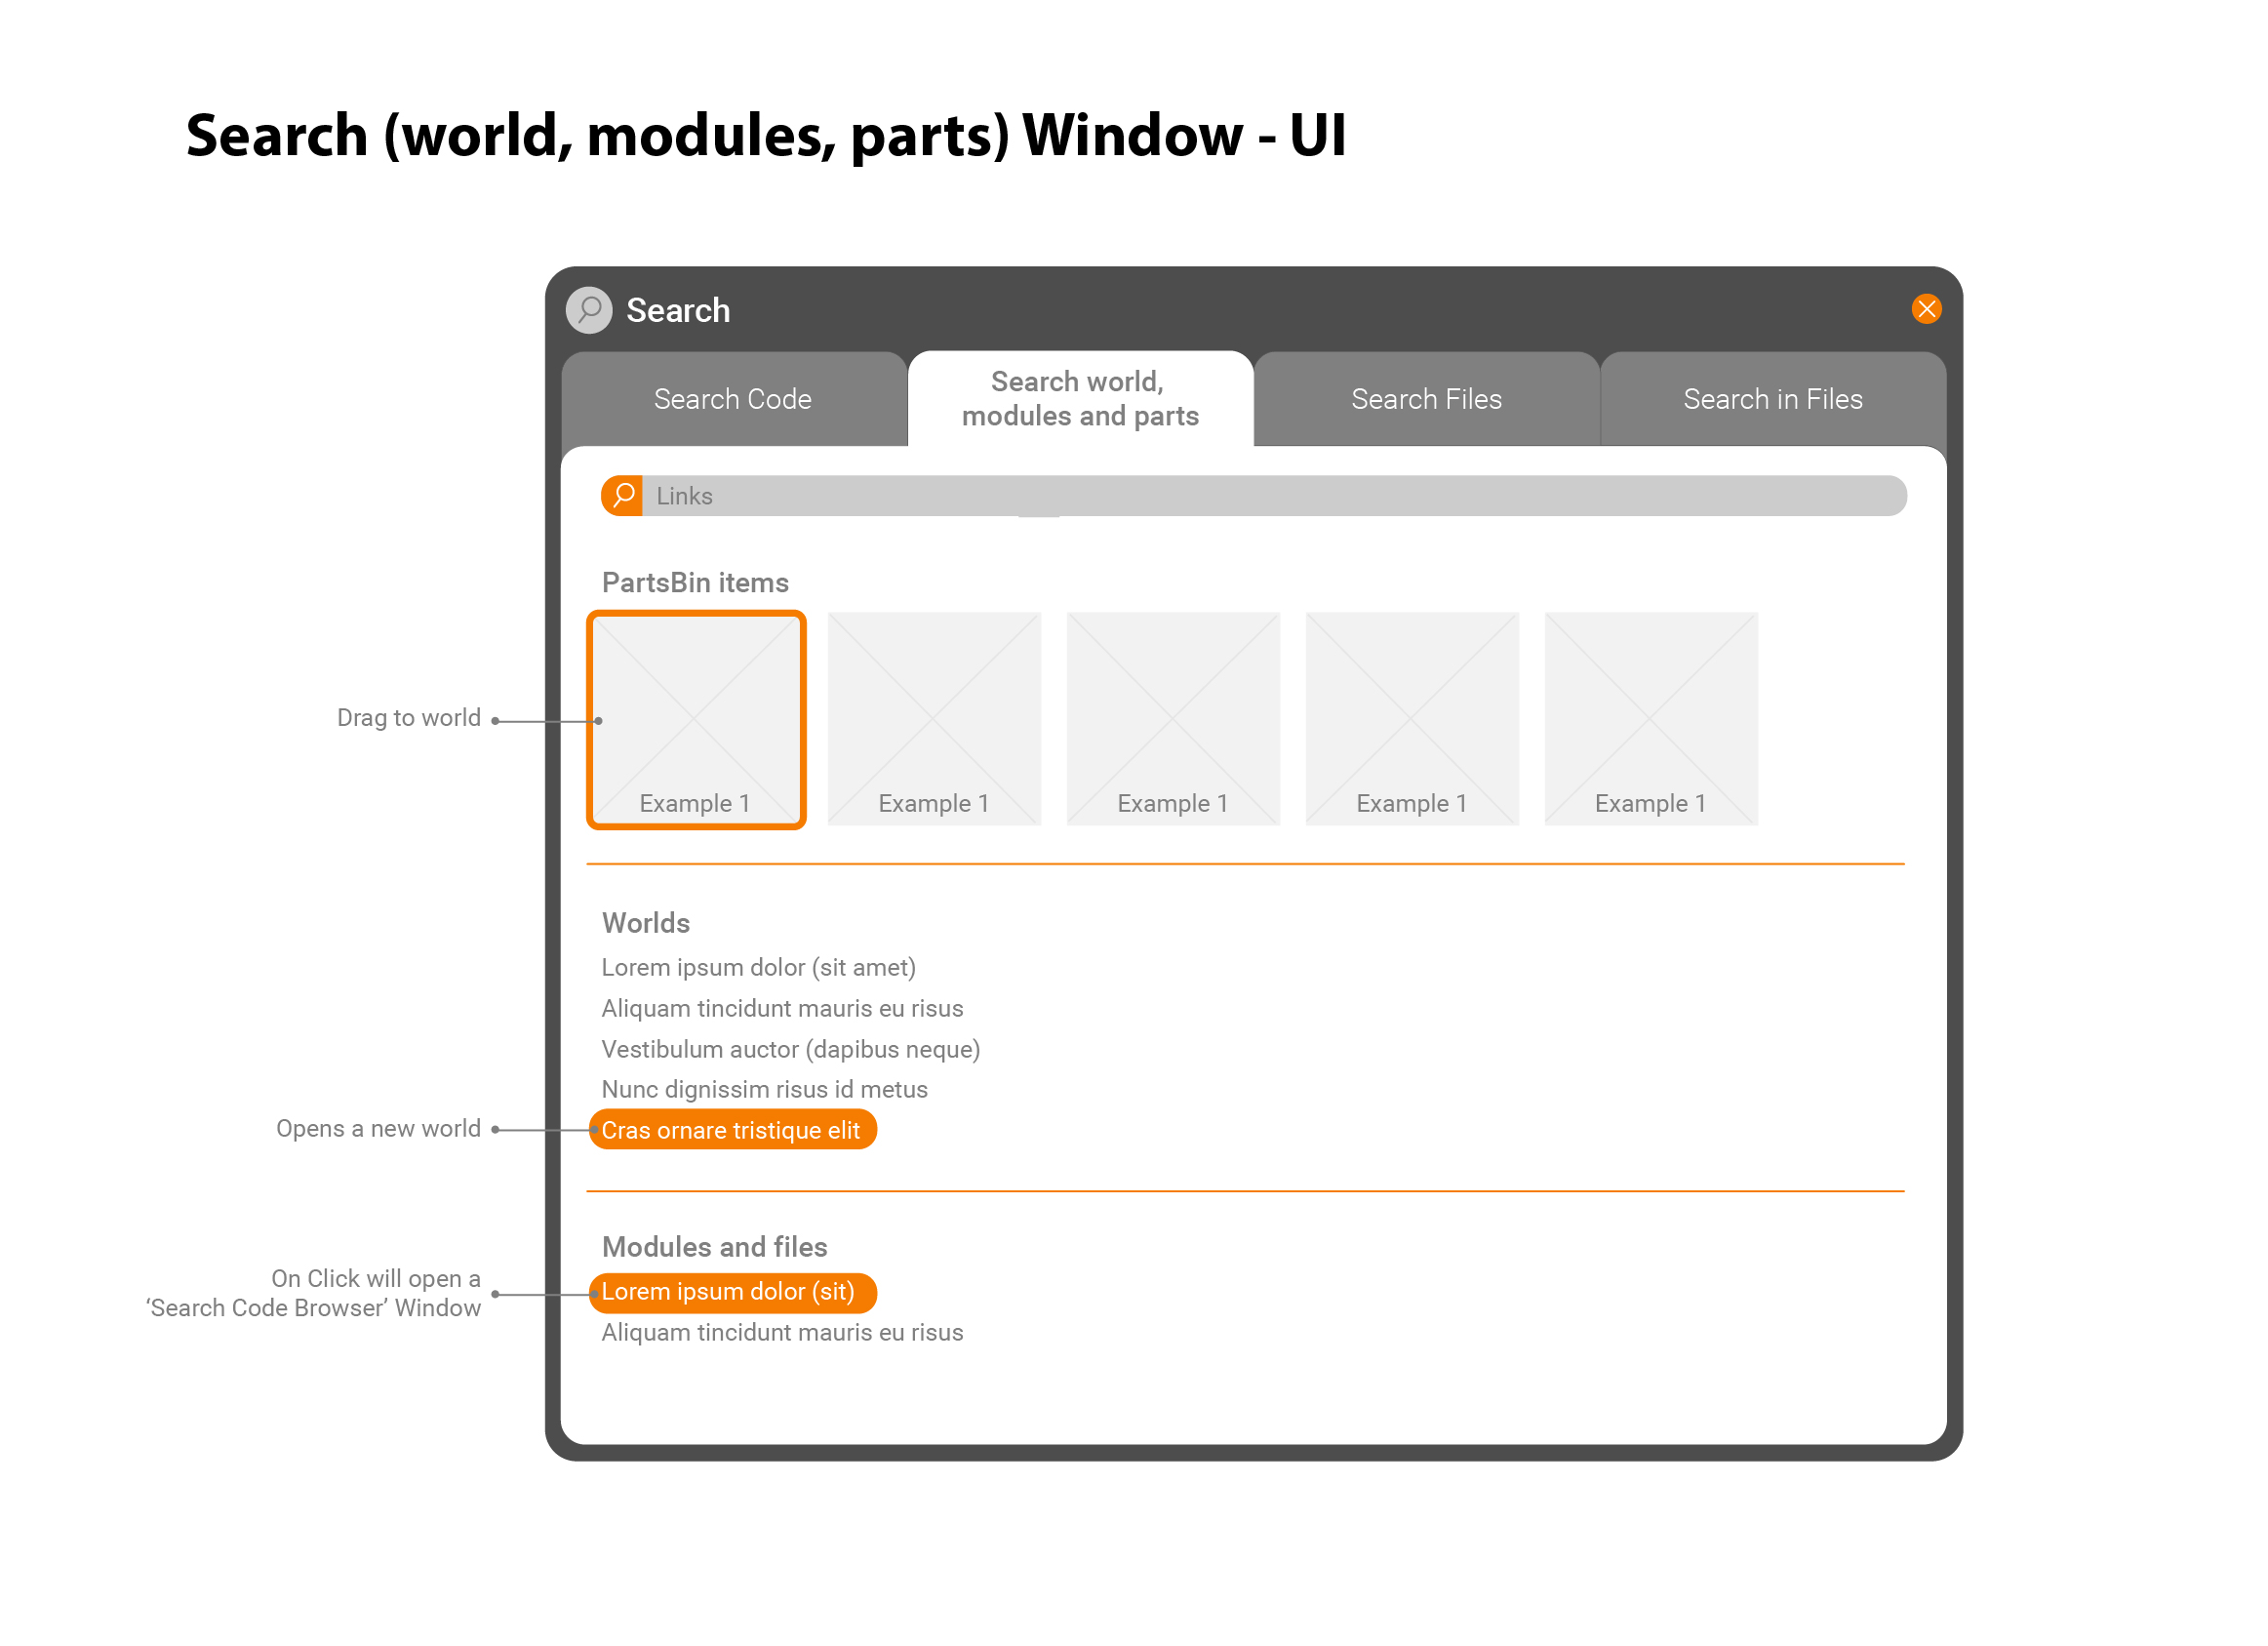 Search (world, modules, parts) Window - UI
Search
Search Code
Search world,
modules and parts
Search Files
Search in Files
Links
PartsBin items
Drag to world
Example 1
Example 1
Example 1
Example 1
Example 1
Worlds
Lorem ipsum dolor (sit amet)
Aliquam tincidunt mauris eu risus
Vestibulum auctor (dapibus neque)
Nunc dignissim risus id metus
Opens a new world
Cras ornare tristique elit
Modules and files
On Click will open a
‘Search Code Browser’ Window
Lorem ipsum dolor (sit)
Aliquam tincidunt mauris eu risus